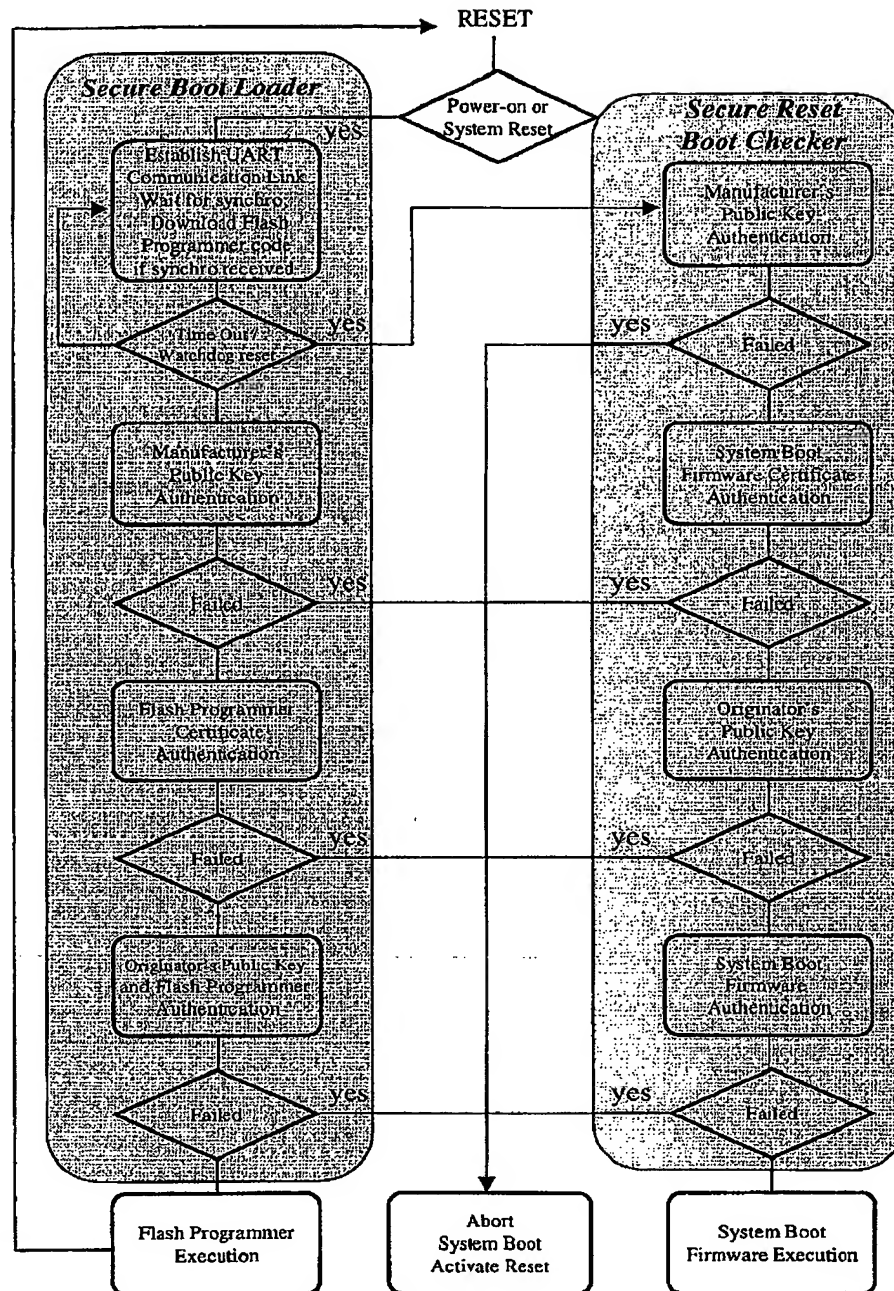 RESET
Power-on or
System Reset
Secure Boot Loader
yes
Establish UART
Communication Link
Wait for synchro,
Download Flash
Programmer code
if synchro received
Time Out /
Watchdog reset
yes
Manufacturer's
Public Key
Authentication
Failed
yes
Flash Programmer
Certificate
Authentication
Failed
yes
Originator's Public Key
and Flash Programmer
Authentication
Failed
yes
Flash Programmer
Execution
Abort
System Boot
Activate Reset
Secure Reset
Boot Checker
Manufacturer's
Public Key
Authentication
yes
Failed
System Boot
Firmware Certificate
Authentication
yes
Failed
Originator's
Public Key
Authentication
yes
Failed
System Boot
Firmware
Authentication
yes
Failed
System Boot
Firmware Execution